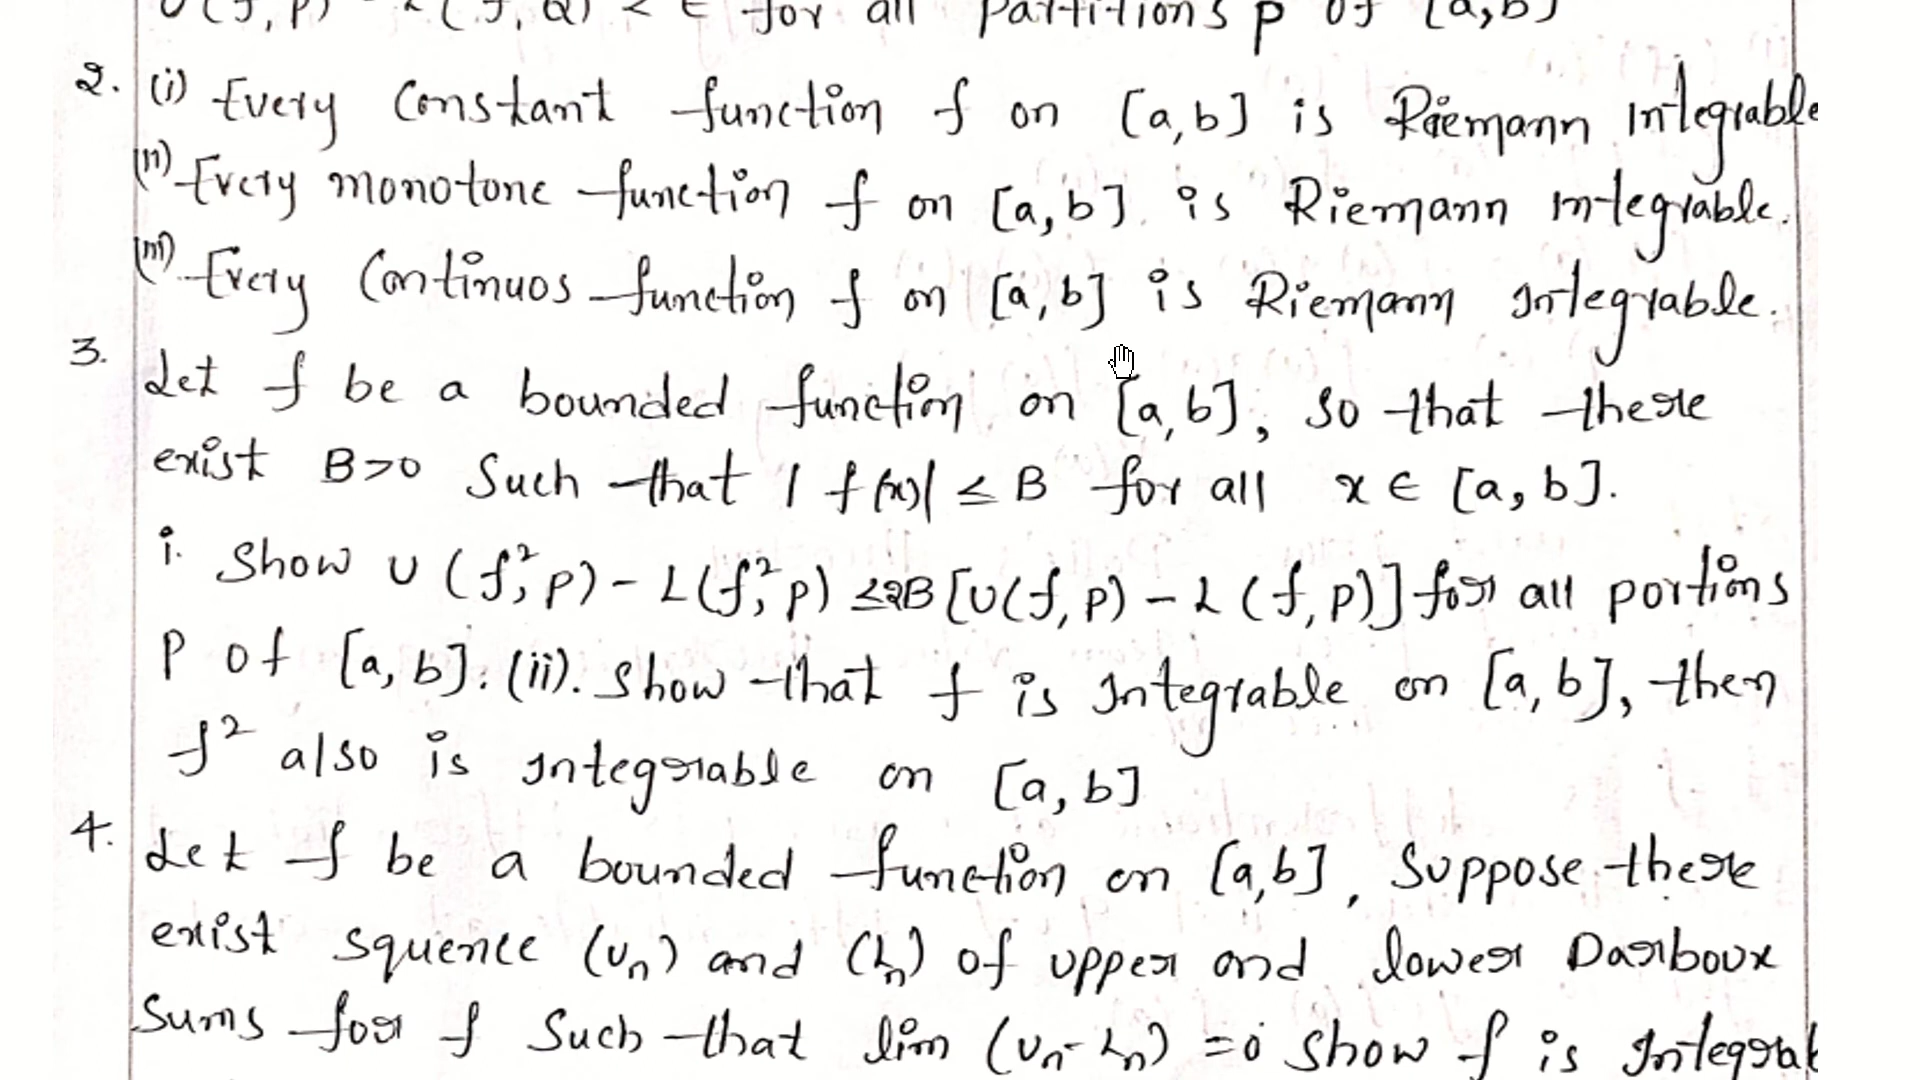 U(f, P) - L(f, Q) < ε for all partitions P of [a,b]
2. (i) Every Constant function f on [a,b] is Riemann integrable
(ii) Every monotone function f on [a,b] is Riemann integrable.
(iii) Every Continuos function f on [a,b] is Riemann Integrable.
3. Let f be a bounded function on [a,b], so that there
exist B>0 Such that |f(x)| ≤ B for all x ∈ [a, b].
i. Show U(f², P) - L(f², P) ≤2B [U(f, P) - L(f, P)] for all portions
P of [a, b]. (ii). Show that f is Integrable on [a, b], then
f² also is Integrable on [a, b]
4. Let f be a bounded function on [a,b], Suppose there
exist squence (Un) and (Ln) of upper and lower Darboux
Sums for f Such that lim (Un-Ln) =0 Show f is Integrab